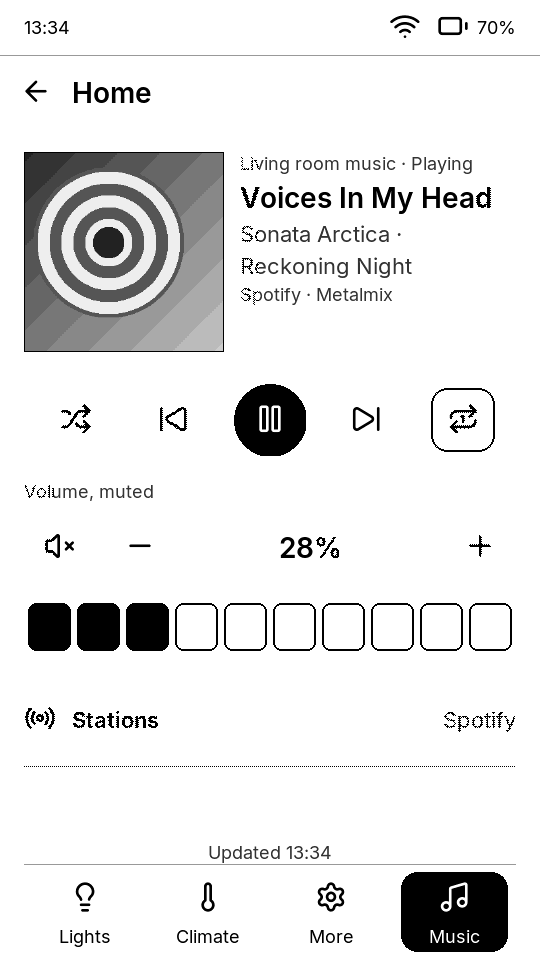 13:34 70%
Home
Living room music · Playing
Voices In My Head
Sonata Arctica ·
Reckoning Night
Spotify · Metalmix
1
Volume, muted
28%
Stations Spotify
Updated 13:34
Lights Climate More Music